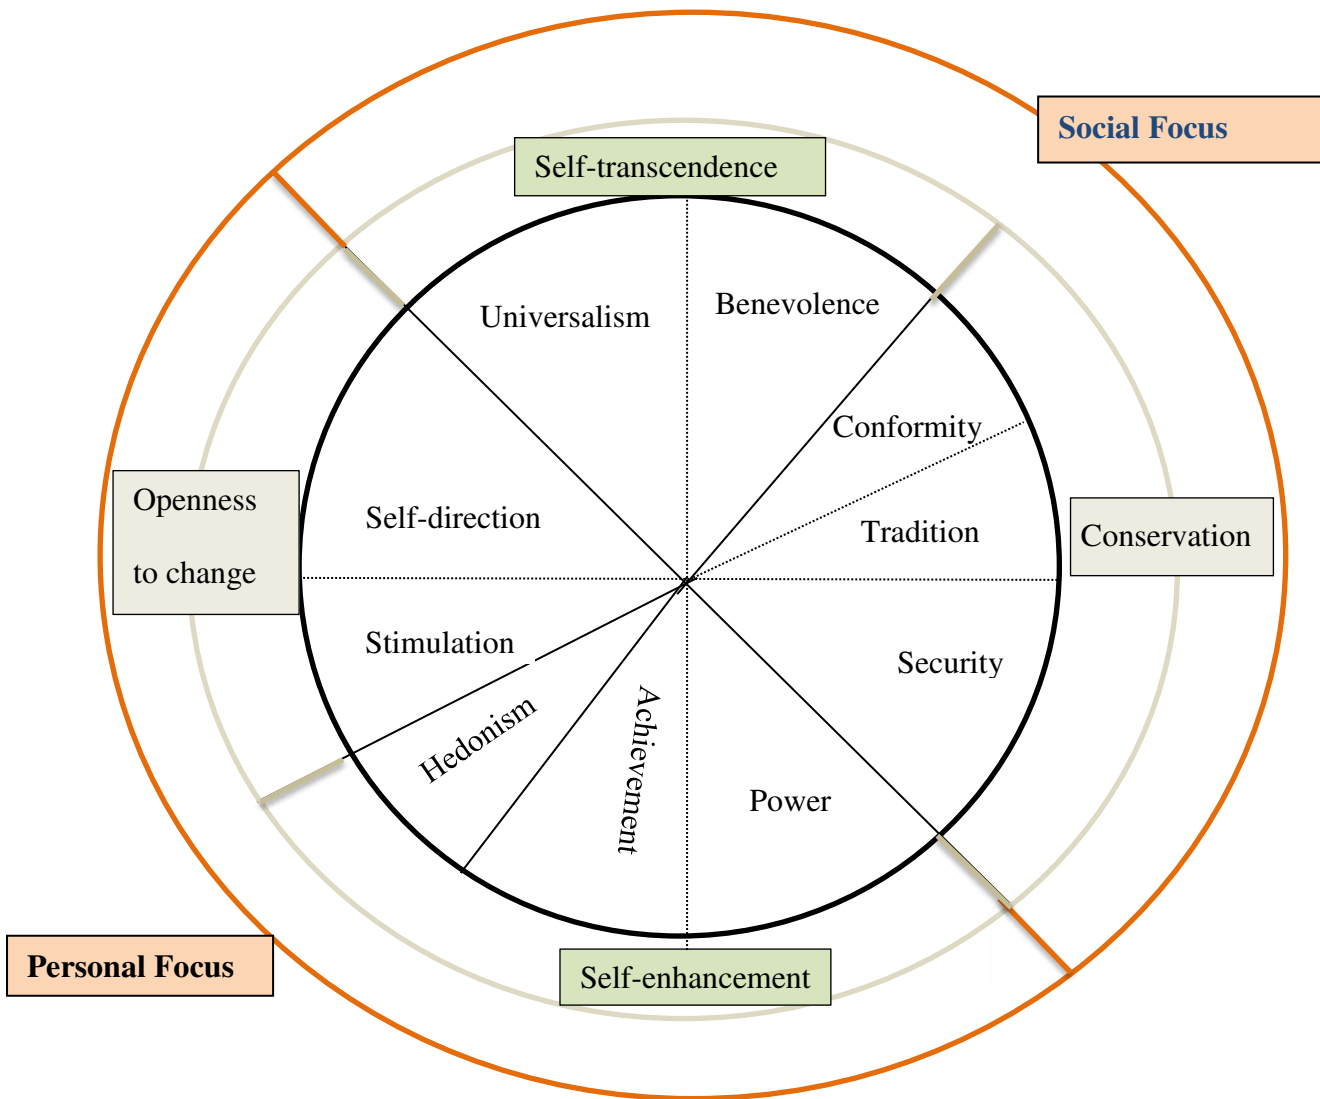 Social Focus
Self-transcendence
Universalism
Benevolence
Conformity
Openness
to change
Self-direction
Tradition
Conservation
Stimulation
Security
Hedonism
Achievement
Power
Personal Focus
Self-enhancement